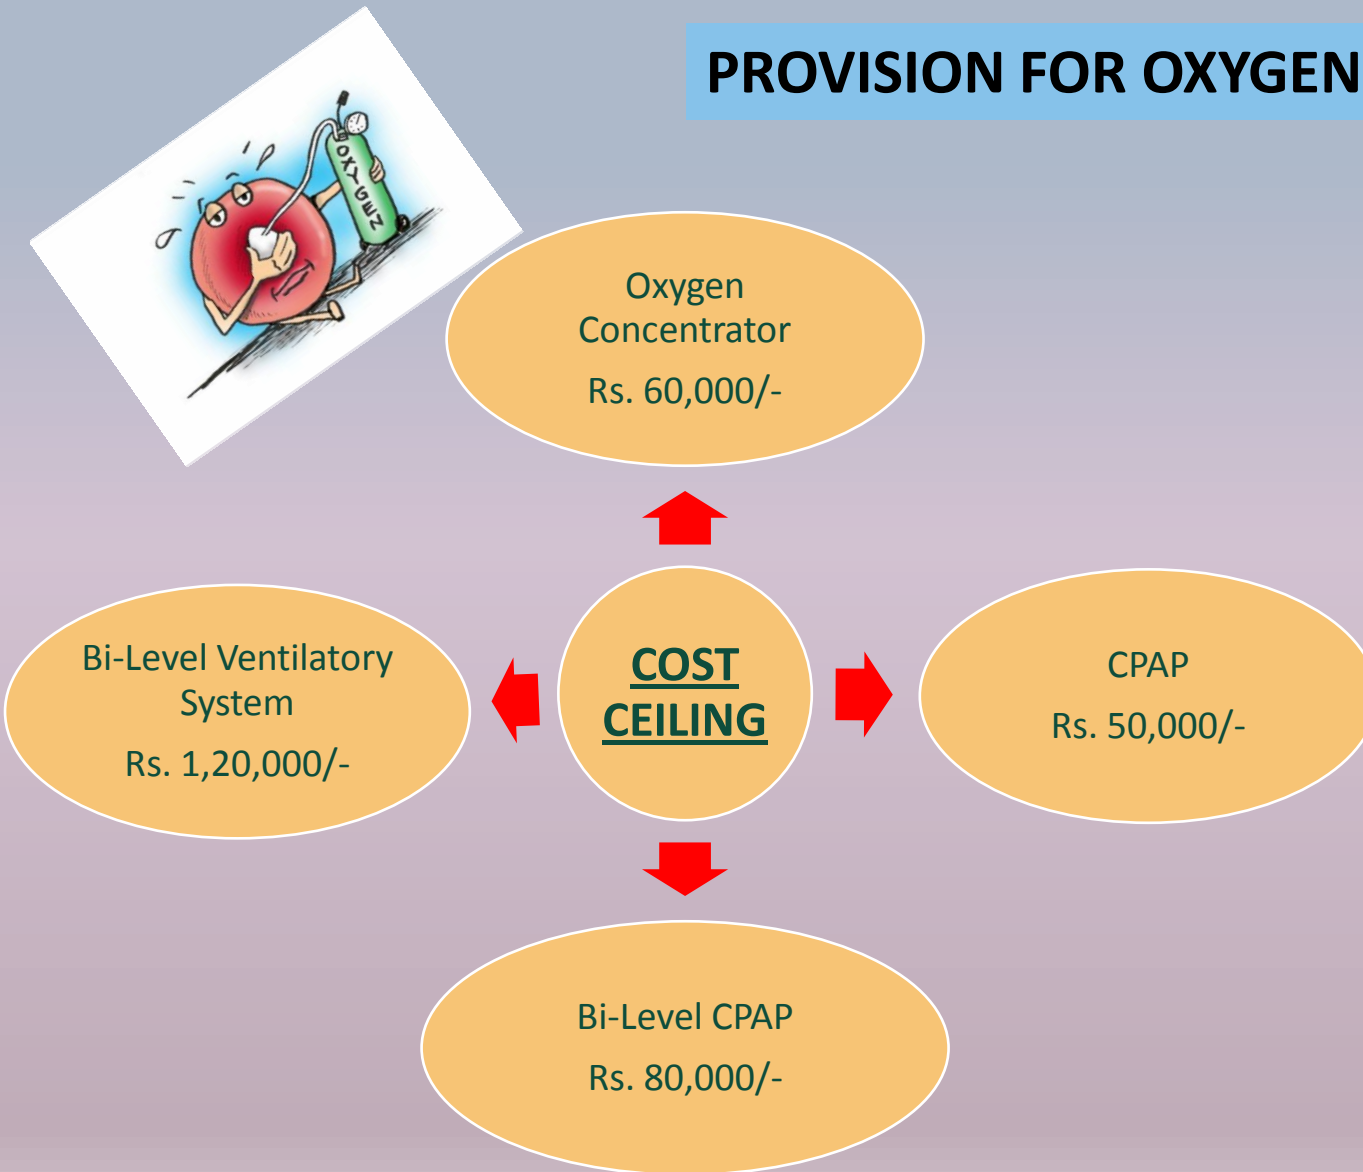 PROVISION FOR OXYGEN
OXYGEN
Oxygen
Concentrator
Rs. 60,000/-
Bi-Level Ventilatory
System
Rs. 1,20,000/-
COST
CEILING
CPAP
Rs. 50,000/-
Bi-Level CPAP
Rs. 80,000/-